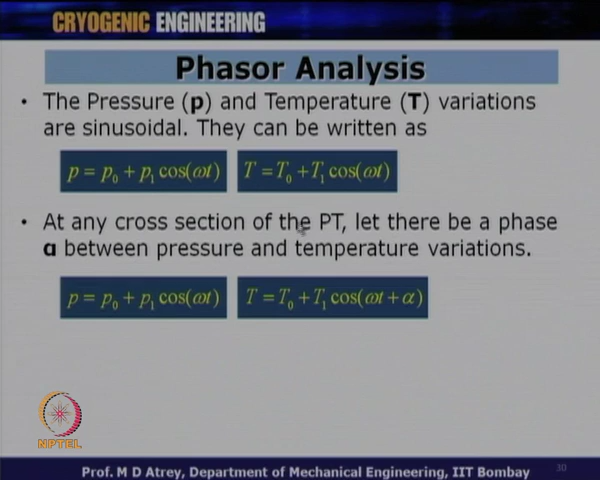 CRYOGENIC ENGINEERING
Phasor Analysis
• The Pressure (p) and Temperature (T) variations
are sinusoidal. They can be written as
p = p₀ + p₁ cos(ωt) T = T₀ + T₁ cos(ωt)
• At any cross section of the PT, let there be a phase
α between pressure and temperature variations.
p = p₀ + p₁ cos(ωt) T = T₀ + T₁ cos(ωt + α)
NPTEL
Prof. M D Atrey, Department of Mechanical Engineering, IIT Bombay 30